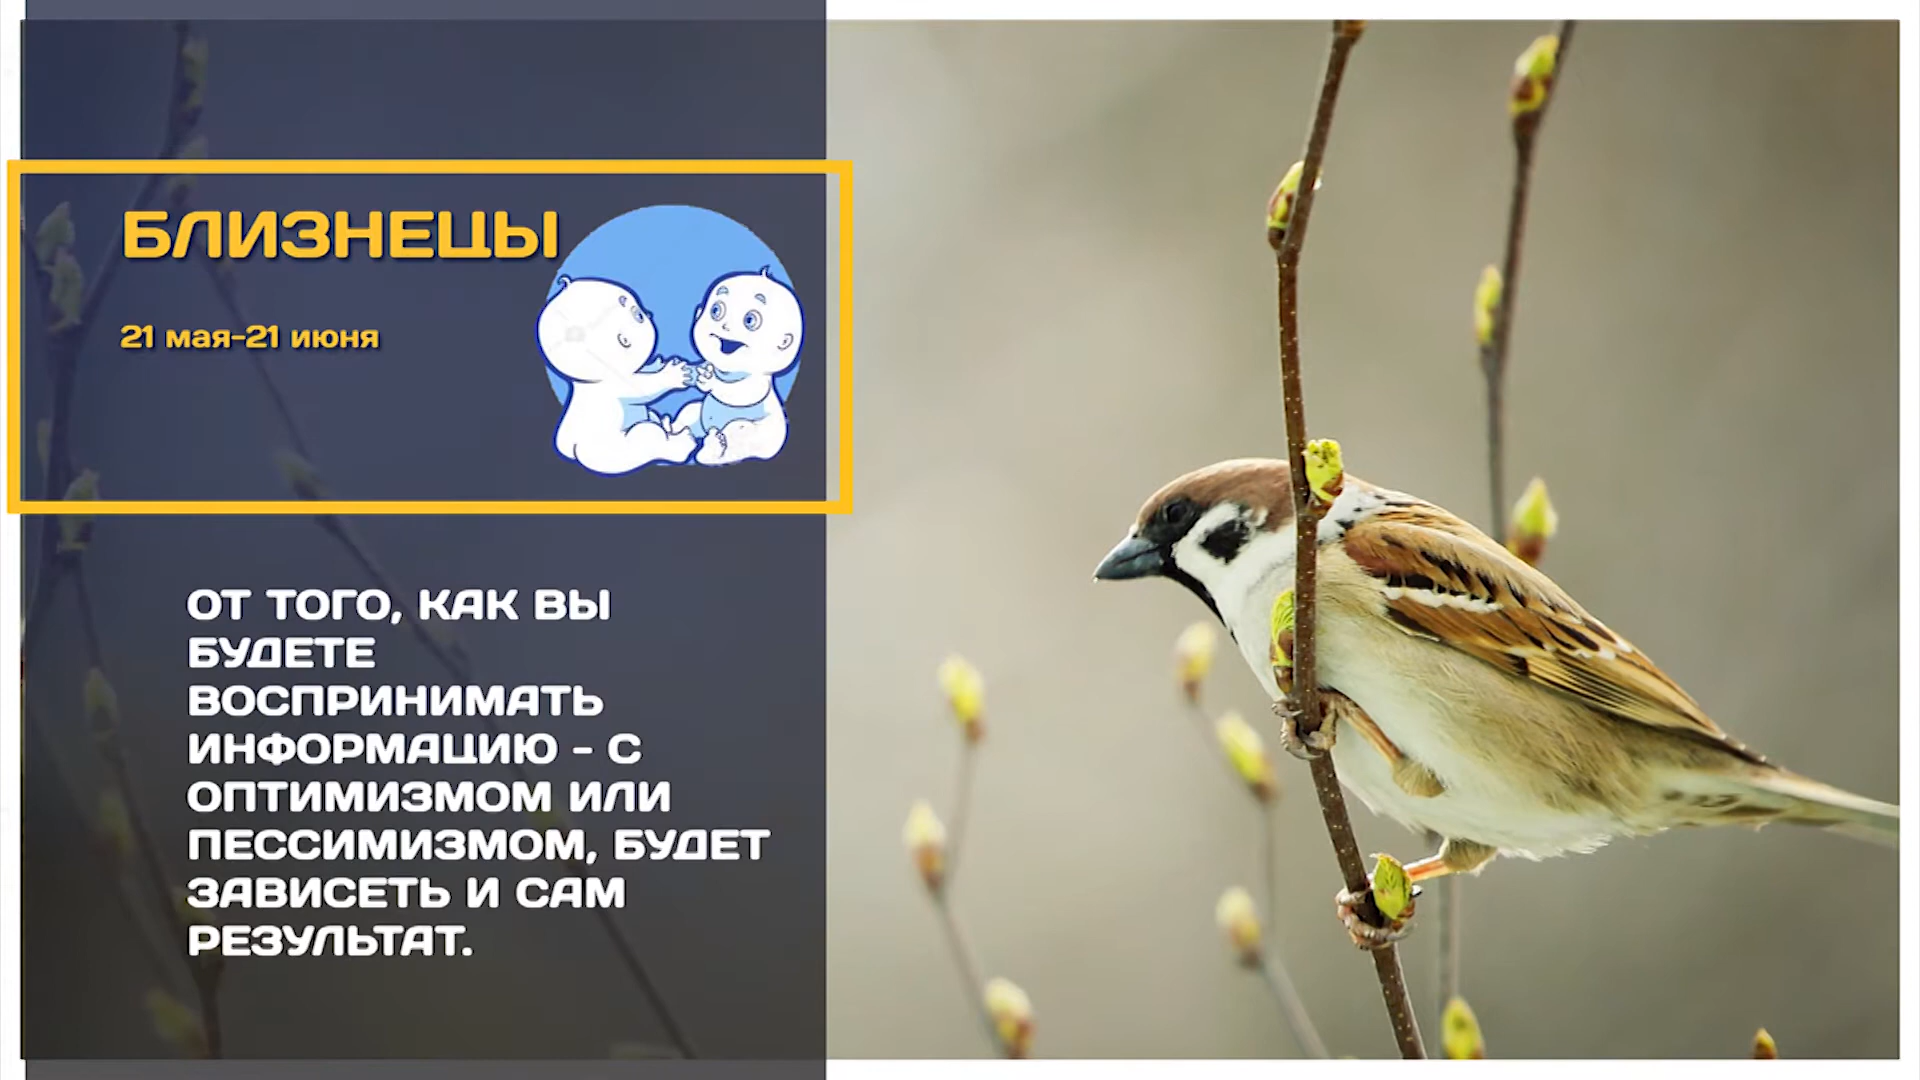 БЛИЗНЕЦЫ
21 мая-21 июня
ОТ ТОГО, КАК ВЫ
БУДЕТЕ
ВОСПРИНИМАТЬ
ИНФОРМАЦИЮ - С
ОПТИМИЗМОМ ИЛИ
ПЕССИМИЗМОМ, БУДЕТ
ЗАВИСЕТЬ И САМ
РЕЗУЛЬТАТ.